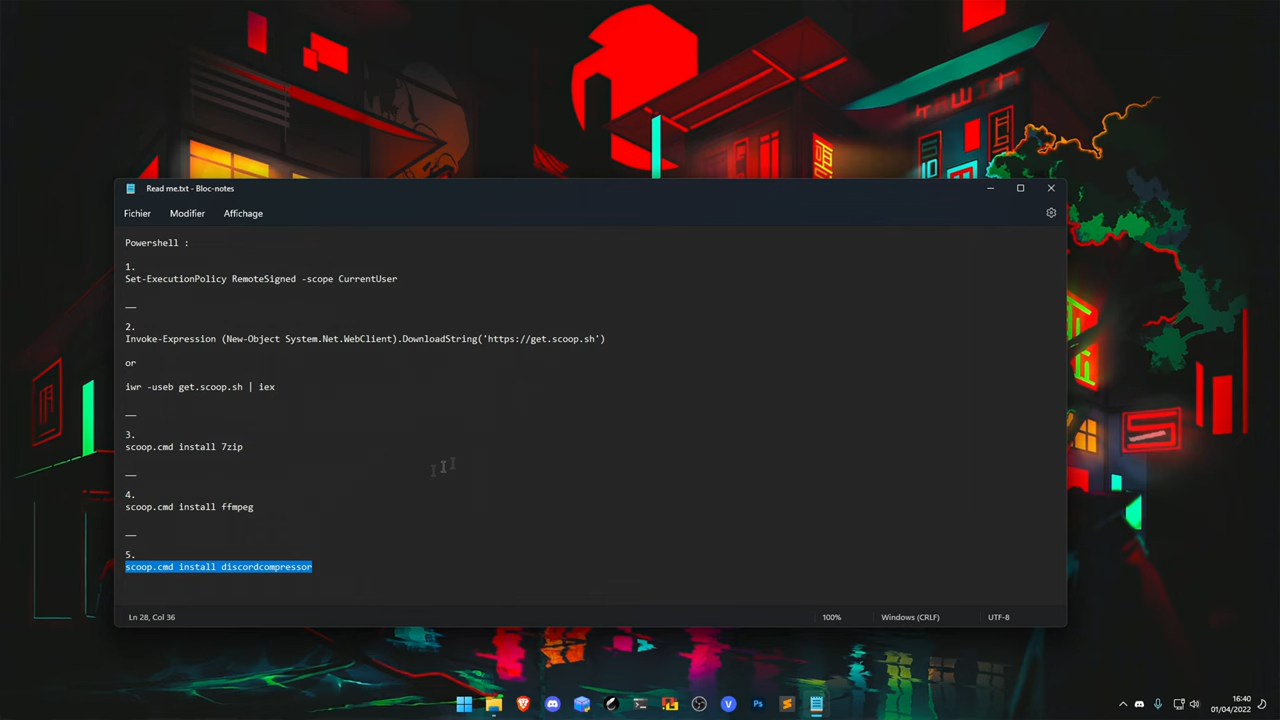 Read me.txt - Bloc-notes
Fichier Modifier Affichage
Powershell :
1.
Set-ExecutionPolicy RemoteSigned -scope CurrentUser
__
2.
Invoke-Expression (New-Object System.Net.WebClient).DownloadString('https://get.scoop.sh')
or
iwr -useb get.scoop.sh | iex
__
3.
scoop.cmd install 7zip
__
4.
scoop.cmd install ffmpeg
__
5.
scoop.cmd install discordcompressor
Ln 28, Col 36 100% Windows (CRLF) UTF-8
Ps
16:40
01/04/2022